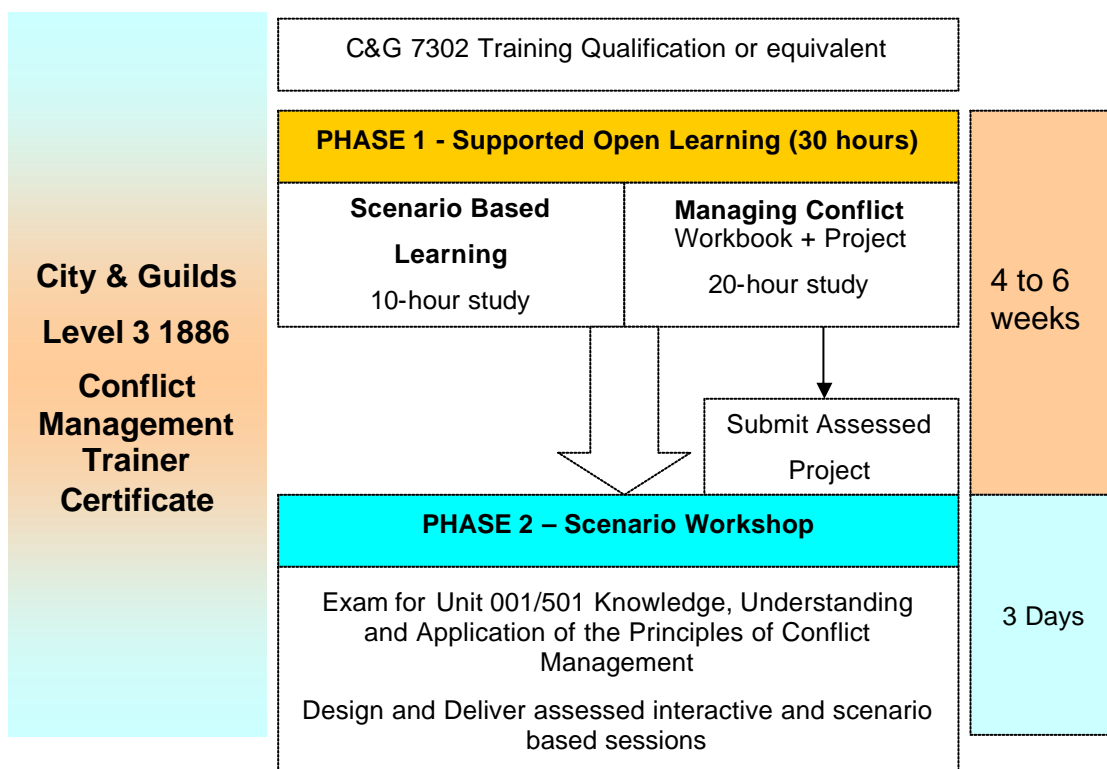 C&G 7302 Training Qualification or equivalent
PHASE 1 - Supported Open Learning (30 hours)
Scenario Based
Learning
10-hour study
Managing Conflict
Workbook + Project
20-hour study
4 to 6
weeks
City & Guilds
Level 3 1886
Conflict
Management
Trainer
Certificate
Submit Assessed
Project
PHASE 2 – Scenario Workshop
Exam for Unit 001/501 Knowledge, Understanding
and Application of the Principles of Conflict
Management
Design and Deliver assessed interactive and scenario
based sessions
3 Days